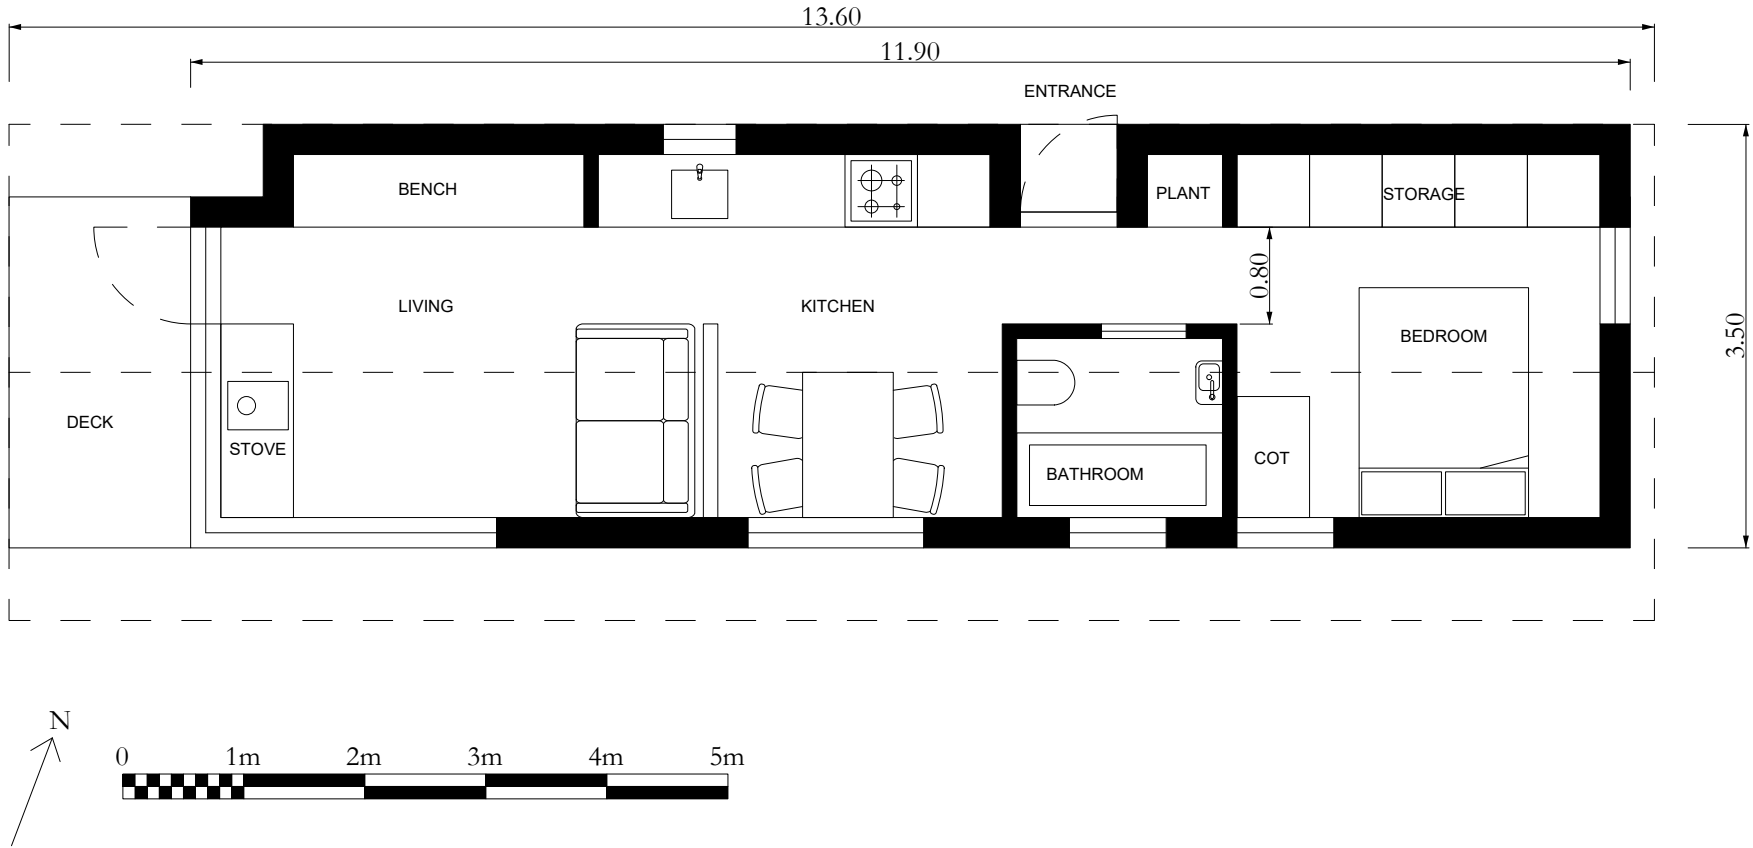 13.60
11.90
ENTRANCE
BENCH
PLANT
STORAGE
0.80
LIVING
KITCHEN
BEDROOM
3.50
DECK
STOVE
BATHROOM
COT
N
0 1m 2m 3m 4m 5m